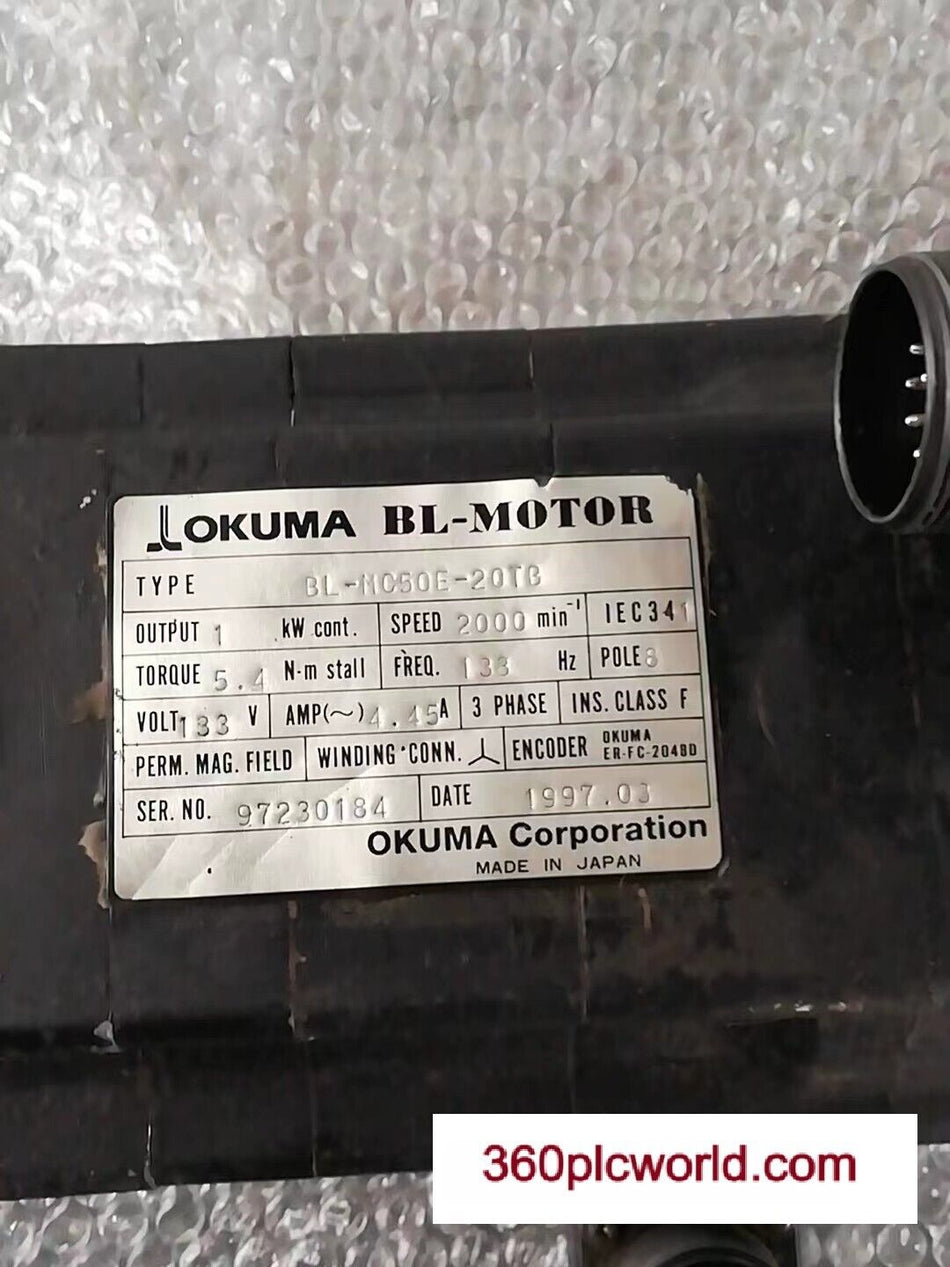 OKUMA BL-MOTOR
TYPE BL-MC50E-20TB
OUTPUT 1 kW cont. SPEED 2000 min⁻¹ IEC341
TORQUE 5.4 N-m stall FREQ. 133 Hz POLE 8
VOLT 133 V AMP(~) 4.45 A 3 PHASE INS. CLASS F
PERM. MAG. FIELD WINDING CONN. ENCODER OKUMA ER-FC-2048D
SER. NO. 97230184 DATE 1997.03
OKUMA Corporation
MADE IN JAPAN
360plcworld.com